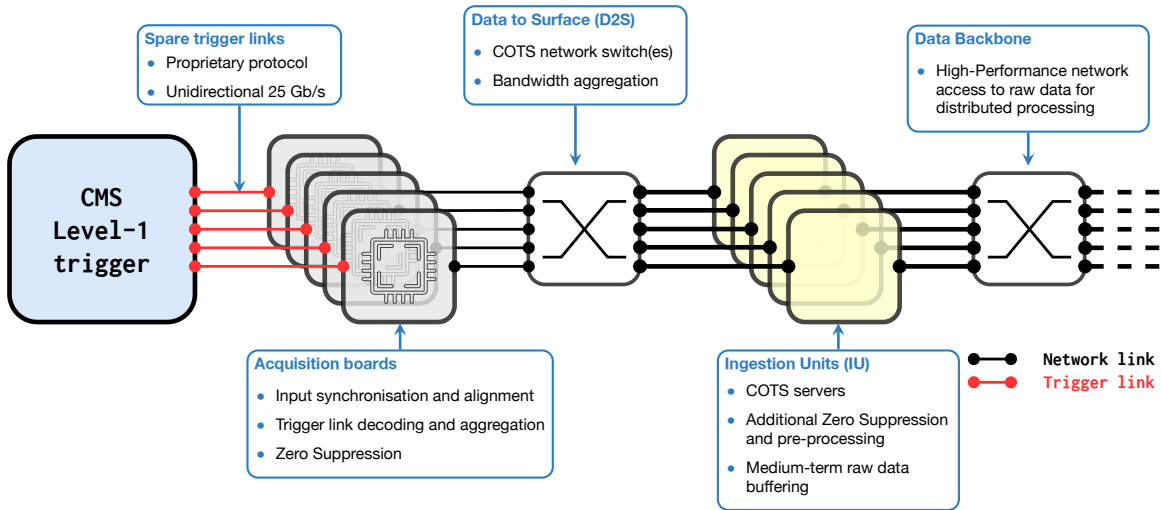 Spare trigger links
Proprietary protocol
Unidirectional 25 Gb/s
Data to Surface (D2S)
COTS network switch(es)
Bandwidth aggregation
Data Backbone
High-Performance network
access to raw data for
distributed processing
CMS
Level-1
trigger
Acquisition boards
Input synchronisation and alignment
Trigger link decoding and aggregation
Zero Suppression
Ingestion Units (IU)
COTS servers
Additional Zero Suppression
and pre-processing
Medium-term raw data
buffering
Network link
Trigger link